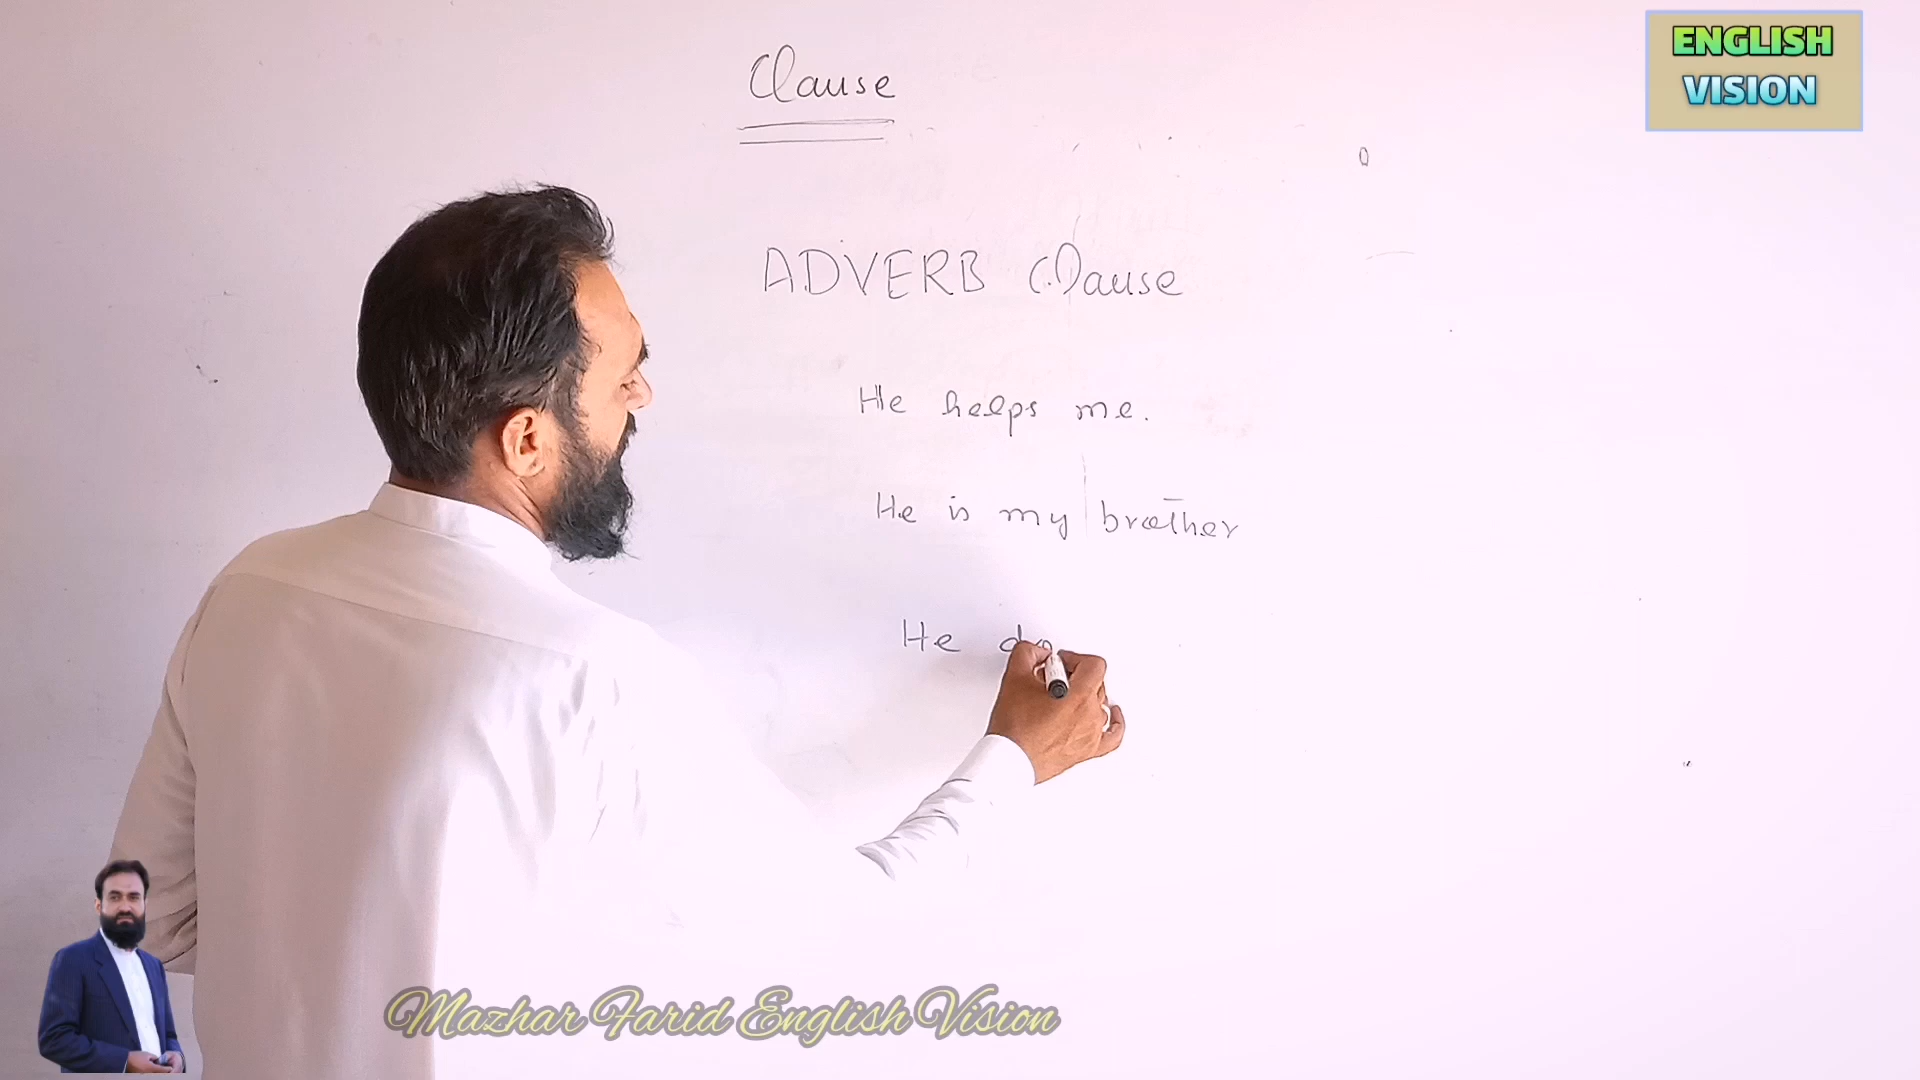 Clause
ENGLISH
VISION
ADVERB Clause
He helps me.
He is my brother
He
Mazhar Farid English Vision